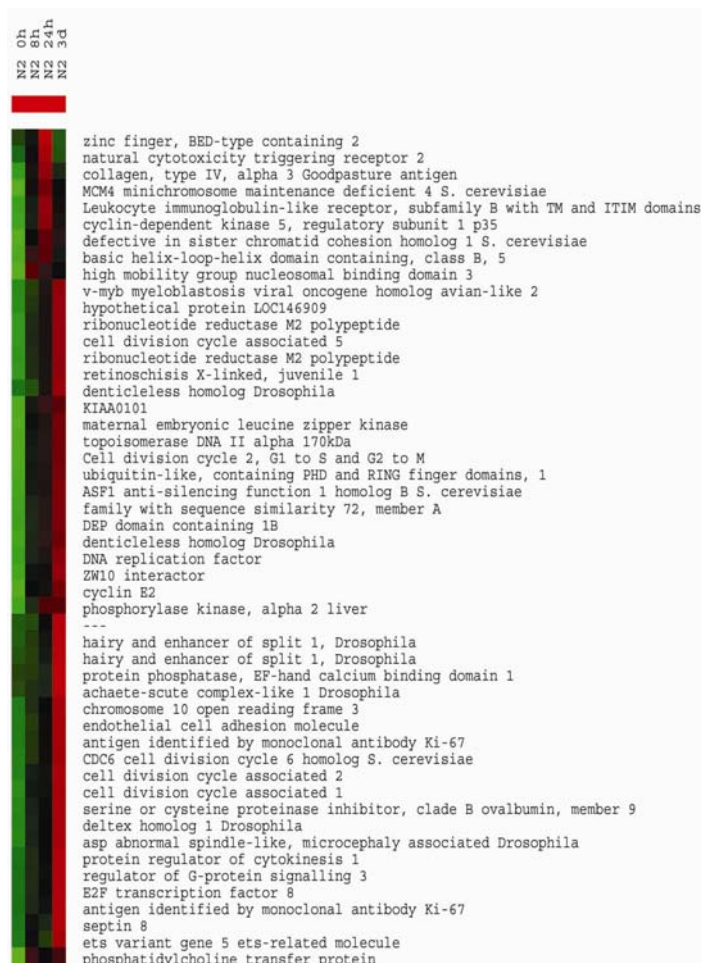 N2 0h
N2 8h
N2 24h
N2 3d
zinc finger, BED-type containing 2
natural cytotoxicity triggering receptor 2
collagen, type IV, alpha 3 Goodpasture antigen
MCM4 minichromosome maintenance deficient 4 S. cerevisiae
Leukocyte immunoglobulin-like receptor, subfamily B with TM and ITIM domains
cyclin-dependent kinase 5, regulatory subunit 1 p35
defective in sister chromatid cohesion homolog 1 S. cerevisiae
basic helix-loop-helix domain containing, class B, 5
high mobility group nucleosomal binding domain 3
v-myb myeloblastosis viral oncogene homolog avian-like 2
hypothetical protein LOC146909
ribonucleotide reductase M2 polypeptide
cell division cycle associated 5
ribonucleotide reductase M2 polypeptide
retinoschisis X-linked, juvenile 1
denticleless homolog Drosophila
KIAA0101
maternal embryonic leucine zipper kinase
topoisomerase DNA II alpha 170kDa
Cell division cycle 2, G1 to S and G2 to M
ubiquitin-like, containing PHD and RING finger domains, 1
ASF1 anti-silencing function 1 homolog B S. cerevisiae
family with sequence similarity 72, member A
DEP domain containing 1B
denticleless homolog Drosophila
DNA replication factor
ZW10 interactor
cyclin E2
phosphorylase kinase, alpha 2 liver
---
hairy and enhancer of split 1, Drosophila
hairy and enhancer of split 1, Drosophila
protein phosphatase, EF-hand calcium binding domain 1
achaete-scute complex-like 1 Drosophila
chromosome 10 open reading frame 3
endothelial cell adhesion molecule
antigen identified by monoclonal antibody Ki-67
CDC6 cell division cycle 6 homolog S. cerevisiae
cell division cycle associated 2
cell division cycle associated 1
serine or cysteine proteinase inhibitor, clade B ovalbumin, member 9
deltex homolog 1 Drosophila
asp abnormal spindle-like, microcephaly associated Drosophila
protein regulator of cytokinesis 1
regulator of G-protein signalling 3
E2F transcription factor 8
antigen identified by monoclonal antibody Ki-67
septin 8
ets variant gene 5 ets-related molecule
phosphatidylcholine transfer protein